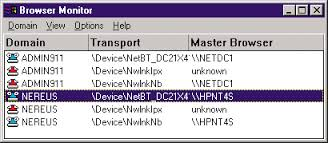 Browser Monitor
Domain View Options Help
Domain Transport Master Browser
ADMIN911 \Device\NetBT_DC21X4 \\NETDC1
ADMIN911 \Device\NwlnkIpx unknown
ADMIN911 \Device\NwlnkNb \\NETDC1
NEREUS \Device\NetBT_DC21X4 \\HPNT4S
NEREUS \Device\NwlnkIpx unknown
NEREUS \Device\NwlnkNb \\HPNT4S